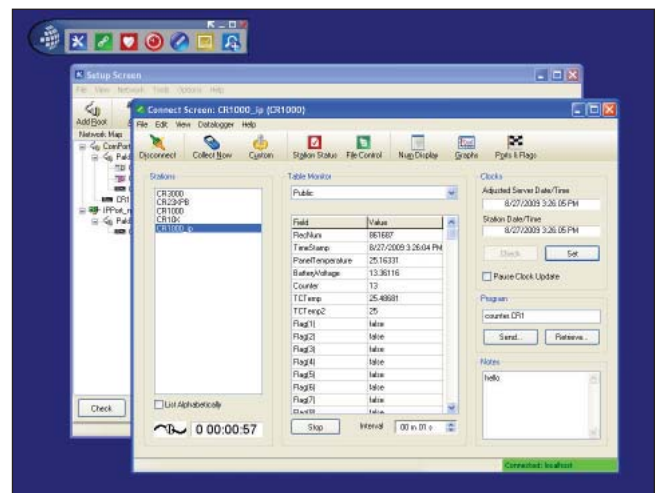 Setup Screen
File View Network Tools Options Help
Add Root
Network Map
ComPort
PakB
CR1
IPPort
PakB
Check
Connect Screen: CR1000_ip (CR1000)
File Edit View Datalogger Help
Disconnect
Collect Now
Custom
Station Status
File Control
Num Display
Graphs
Ports & Flags
Stations
CR3000
CR23XPB
CR1000
CR10X
CR1000_ip
List Alphabetically
0 00:00:57
Table Monitor
Public
Field Value
RecNum 861687
TimeStamp 8/27/2009 3:26:04 PM
PanelTemperature 25.16331
BatteryVoltage 13.36116
Counter 13
TCTemp 25.48681
TCTemp2 25
Flag(1) false
Flag(2) false
Flag(3) false
Flag(4) false
Flag(5) false
Flag(6) false
Flag(7) false
Flag(8) false
Stop
Interval 00 m 01 s
Clocks
Adjusted Server Date/Time
8/27/2009 3:26:05 PM
Station Date/Time
8/27/2009 3:26:05 PM
Check
Set
Pause Clock Update
Program
counter.CR1
Send...
Retrieve...
Notes
hello
Connected: localhost